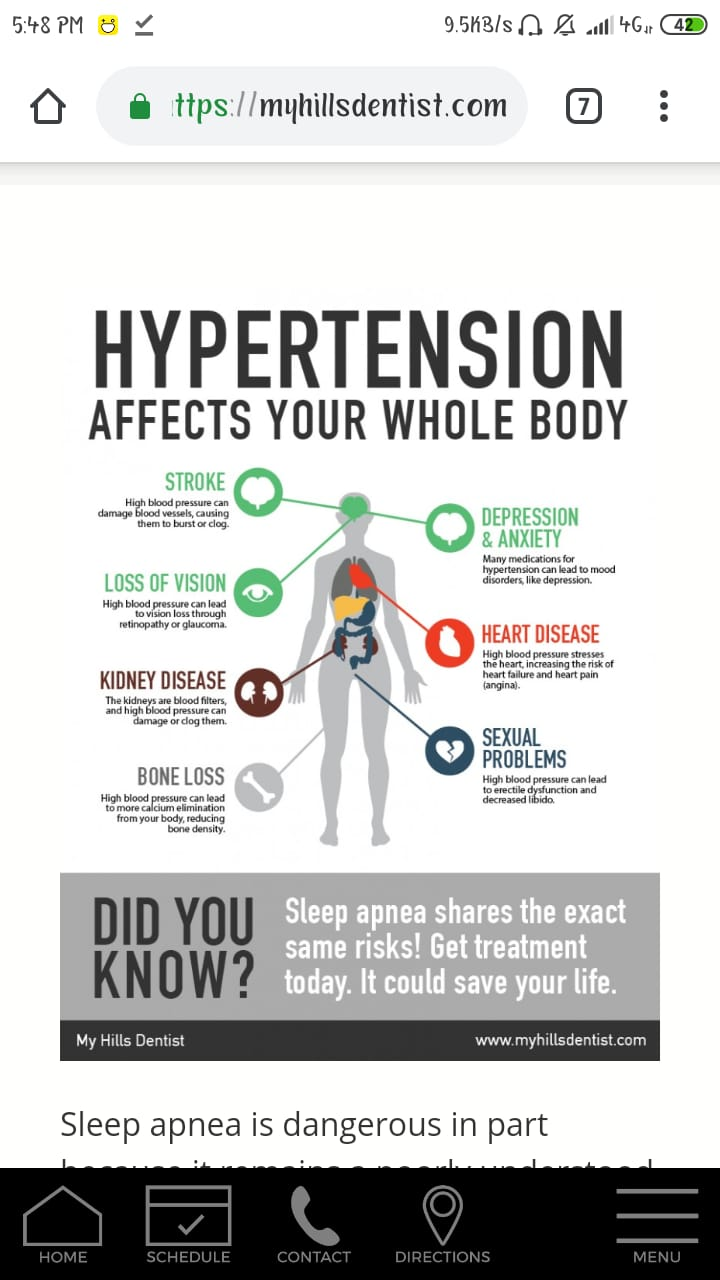 5:48 PM
9.5KB/s 4G 42
ttps://myhillsdentist.com
7
HYPERTENSION
AFFECTS YOUR WHOLE BODY
STROKE
High blood pressure can
damage blood vessels, causing
them to burst or clog.
DEPRESSION
& ANXIETY
Many medications for
hypertension can lead to mood
disorders, like depression.
LOSS OF VISION
High blood pressure can lead
to vision loss through
retinopathy or glaucoma.
HEART DISEASE
High blood pressure stresses
the heart, increasing the risk of
heart failure and heart pain
(angina).
KIDNEY DISEASE
The kidneys are blood filters,
and high blood pressure can
damage or clog them.
SEXUAL
PROBLEMS
High blood pressure can lead
to erectile dysfunction and
decreased libido.
BONE LOSS
High blood pressure can lead
to more calcium elimination
from your body, reducing
bone density.
DID YOU
KNOW?
Sleep apnea shares the exact
same risks! Get treatment
today. It could save your life.
My Hills Dentist
www.myhillsdentist.com
Sleep apnea is dangerous in part
because it remains a poorly understood
HOME
SCHEDULE
CONTACT
DIRECTIONS
MENU